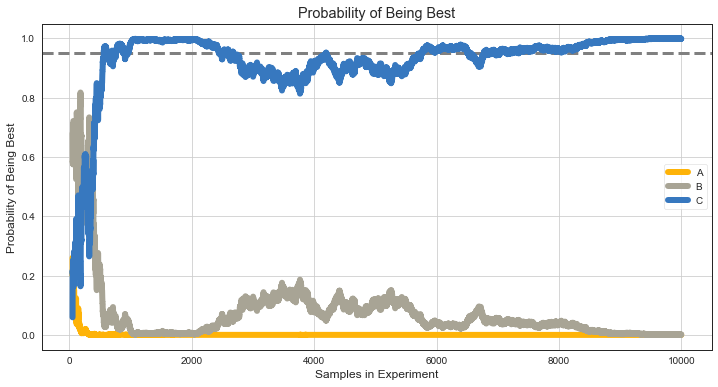 Probability of Being Best
Probability of Being Best
1.0
0.8
0.6
0.4
0.2
0.0
A
B
C
0
2000
4000
6000
8000
10000
Samples in Experiment